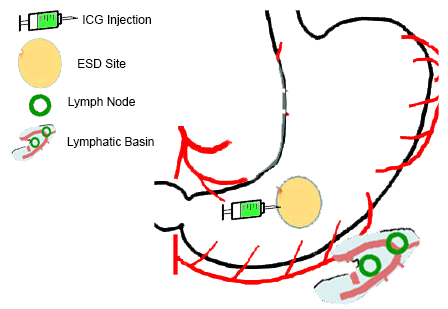 ICG Injection
ESD Site
Lymph Node
Lymphatic Basin